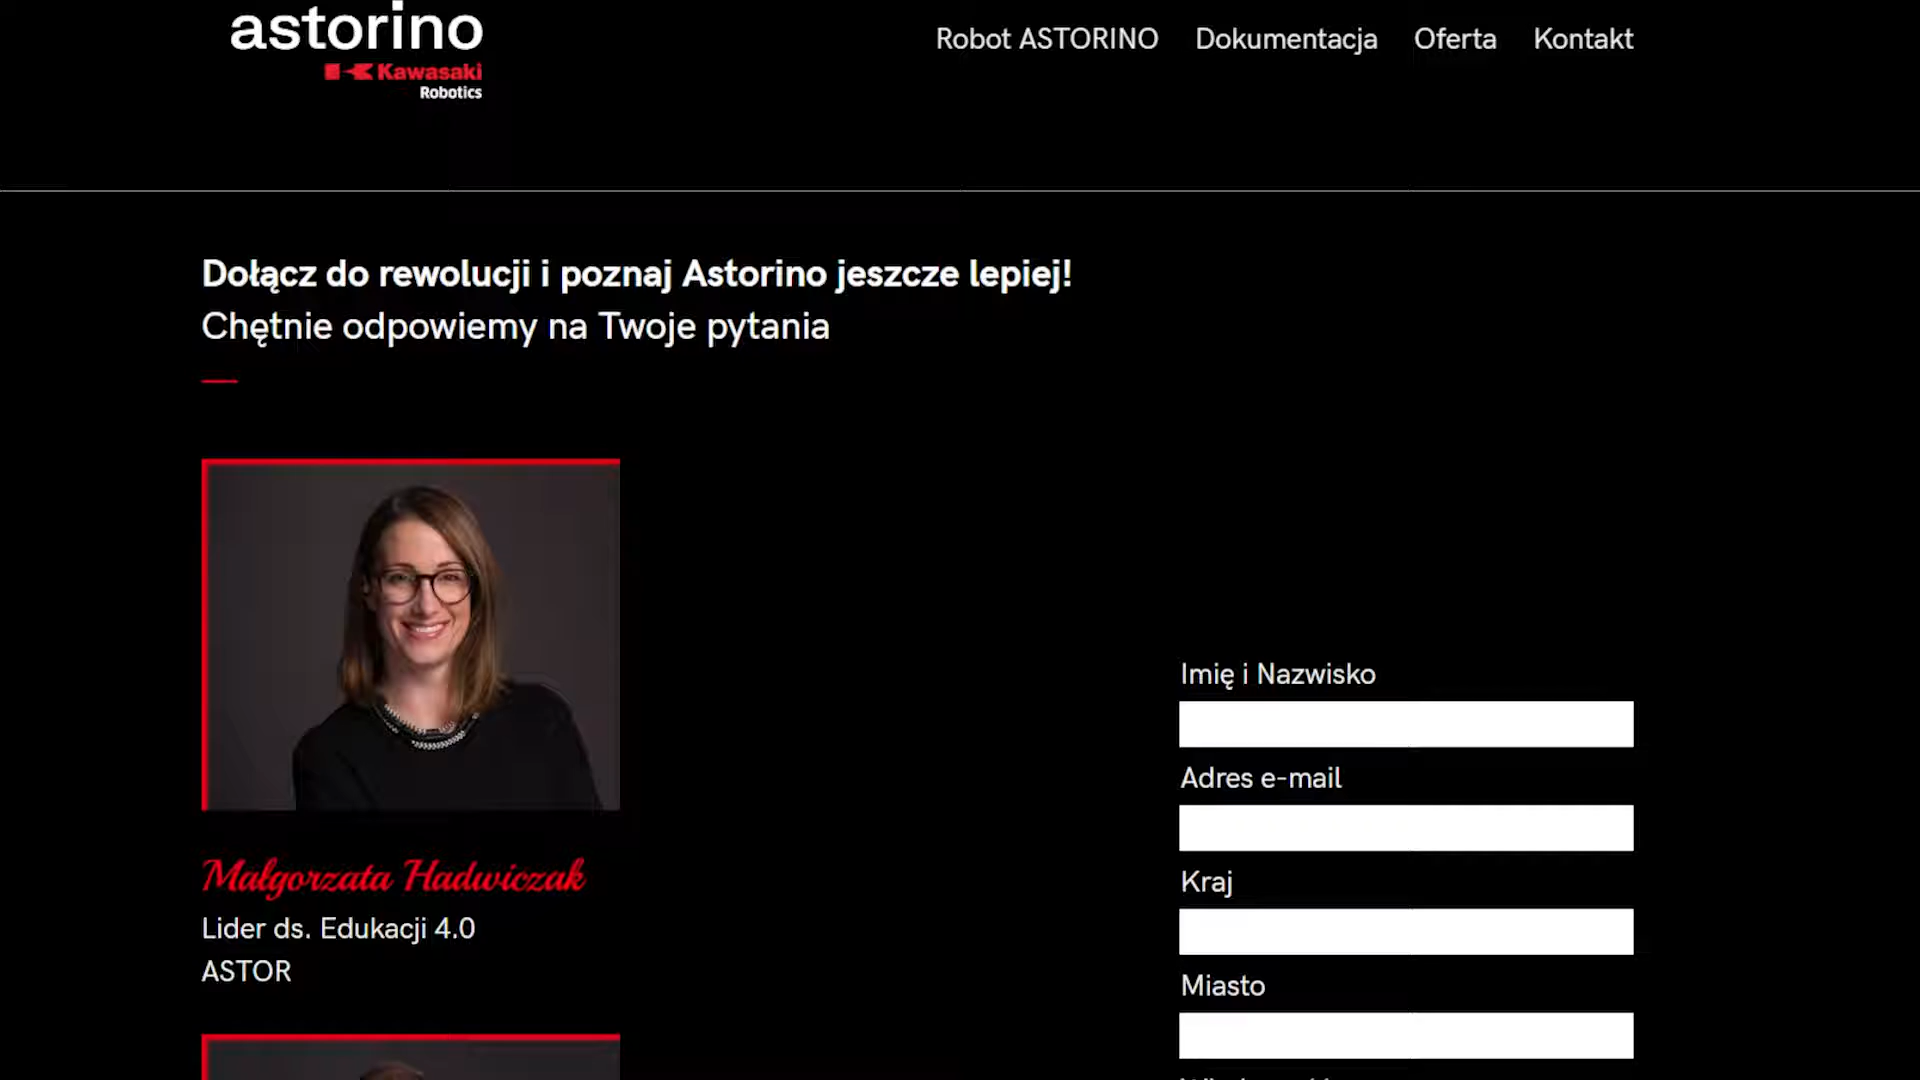 astorino
Kawasaki
Robotics
Robot ASTORINO Dokumentacja Oferta Kontakt
Dołącz do rewolucji i poznaj Astorino jeszcze lepiej!
Chętnie odpowiemy na Twoje pytania
Małgorzata Hadwiczak
Lider ds. Edukacji 4.0
ASTOR
Imię i Nazwisko
Adres e-mail
Kraj
Miasto